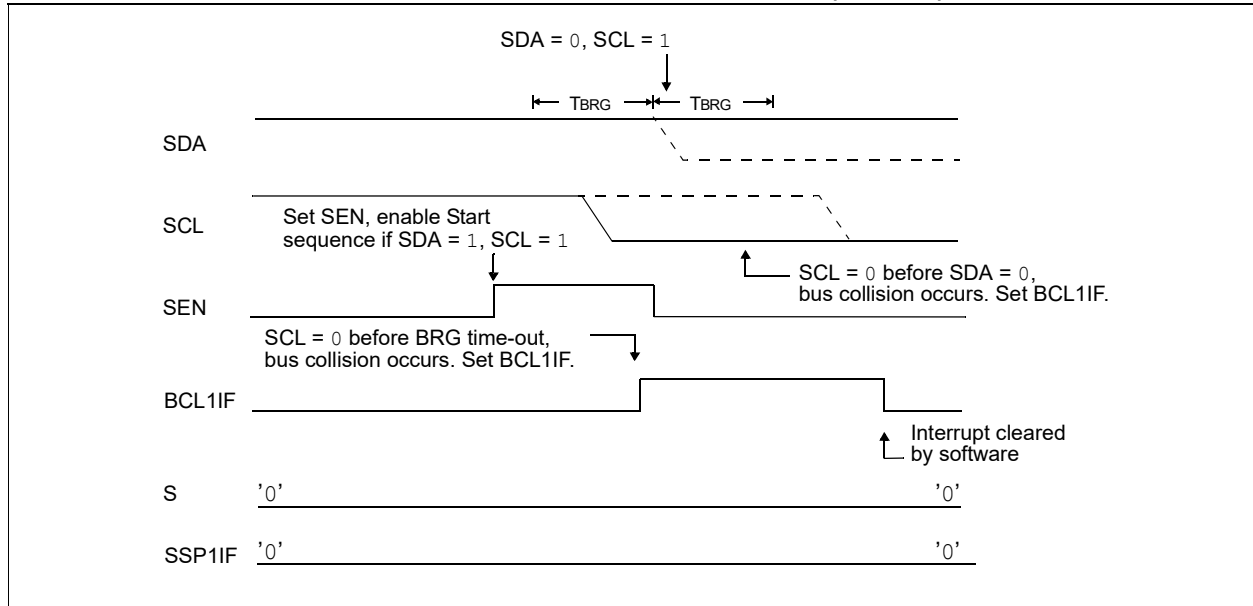 SDA = 0, SCL = 1
TBRG TBRG
SDA
SCL
Set SEN, enable Start
sequence if SDA = 1, SCL = 1
SCL = 0 before SDA = 0,
bus collision occurs. Set BCL1IF.
SEN
SCL = 0 before BRG time-out,
bus collision occurs. Set BCL1IF.
BCL1IF
Interrupt cleared
by software
S '0' '0'
SSP1IF '0' '0'